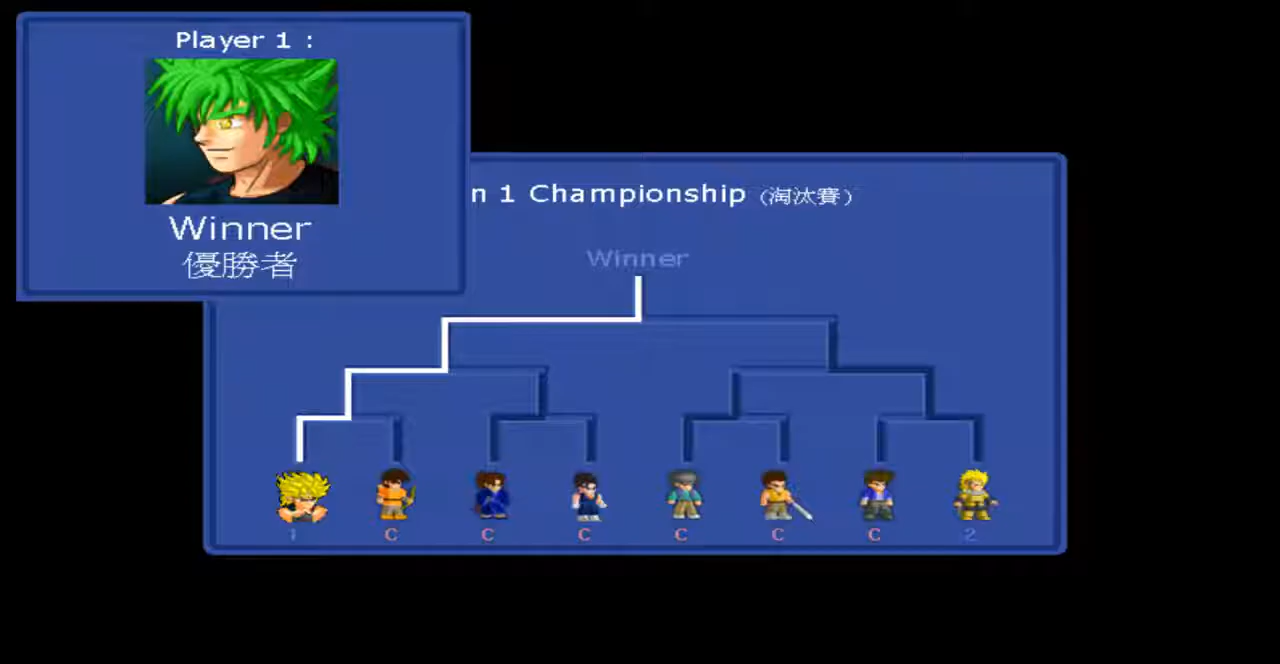 Player 1 :
Winner
優勝者
n 1 Championship (淘汰賽)
Winner
1 C C C C C C 2